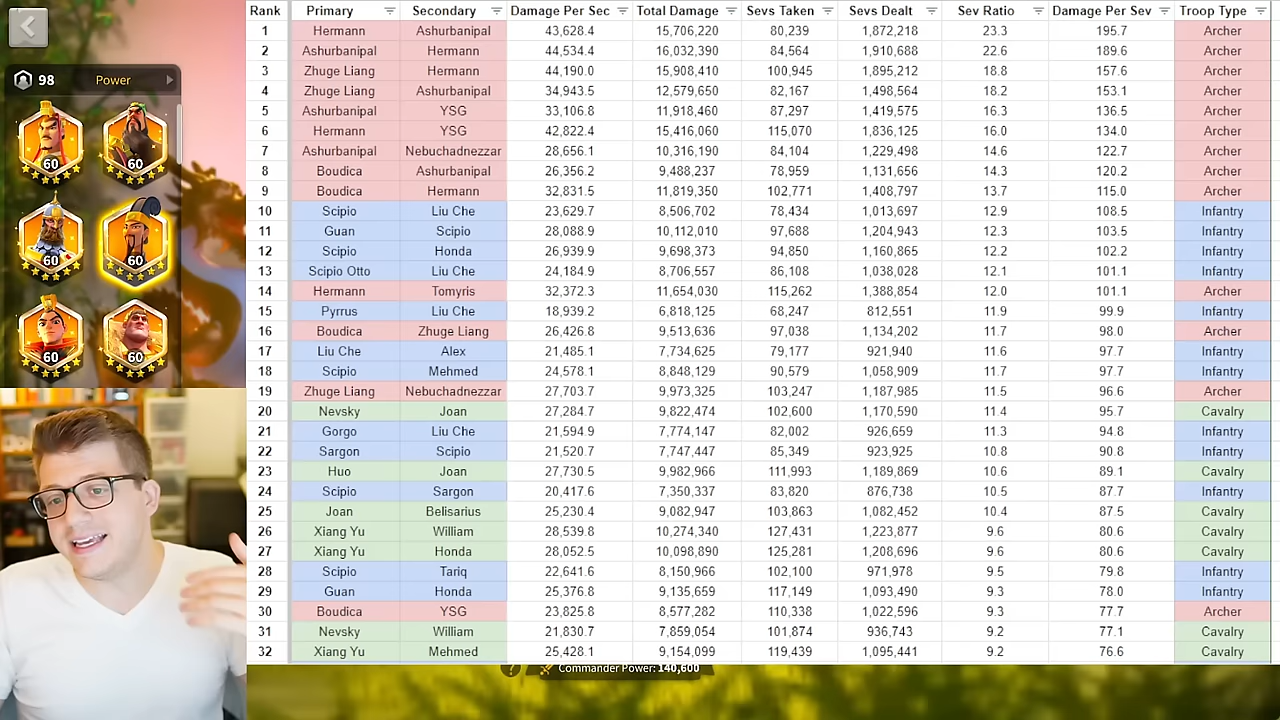 98 Power
60 60
60 60
60 60
Rank Primary Secondary Damage Per Sec Total Damage Sevs Taken Sevs Dealt Sev Ratio Damage Per Sev Troop Type
1 Hermann Ashurbanipal 43,628.4 15,706,220 80,239 1,872,218 23.3 195.7 Archer
2 Ashurbanipal Hermann 44,534.4 16,032,390 84,564 1,910,688 22.6 189.6 Archer
3 Zhuge Liang Hermann 44,190.0 15,908,410 100,945 1,895,212 18.8 157.6 Archer
4 Zhuge Liang Ashurbanipal 34,943.5 12,579,650 82,167 1,498,564 18.2 153.1 Archer
5 Ashurbanipal YSG 33,106.8 11,918,460 87,297 1,419,575 16.3 136.5 Archer
6 Hermann YSG 42,822.4 15,416,060 115,070 1,836,125 16.0 134.0 Archer
7 Ashurbanipal Nebuchadnezzar 28,656.1 10,316,190 84,104 1,229,498 14.6 122.7 Archer
8 Boudica Ashurbanipal 26,356.2 9,488,237 78,959 1,131,656 14.3 120.2 Archer
9 Boudica Hermann 32,831.5 11,819,350 102,771 1,408,797 13.7 115.0 Archer
10 Scipio Liu Che 23,629.7 8,506,702 78,434 1,013,697 12.9 108.5 Infantry
11 Guan Scipio 28,088.9 10,112,010 97,688 1,204,943 12.3 103.5 Infantry
12 Scipio Honda 26,939.9 9,698,373 94,850 1,160,865 12.2 102.2 Infantry
13 Scipio Otto Liu Che 24,184.9 8,706,557 86,108 1,038,028 12.1 101.1 Infantry
14 Hermann Tomyris 32,372.3 11,654,030 115,262 1,388,854 12.0 101.1 Archer
15 Pyrrus Liu Che 18,939.2 6,818,125 68,247 812,551 11.9 99.9 Infantry
16 Boudica Zhuge Liang 26,426.8 9,513,636 97,038 1,134,202 11.7 98.0 Archer
17 Liu Che Alex 21,485.1 7,734,625 79,177 921,940 11.6 97.7 Infantry
18 Scipio Mehmed 24,578.1 8,848,129 90,579 1,058,909 11.7 97.7 Infantry
19 Zhuge Liang Nebuchadnezzar 27,703.7 9,973,325 103,247 1,187,985 11.5 96.6 Archer
20 Nevsky Joan 27,284.7 9,822,474 102,600 1,170,590 11.4 95.7 Cavalry
21 Gorgo Liu Che 21,594.9 7,774,147 82,002 926,659 11.3 94.8 Infantry
22 Sargon Scipio 21,520.7 7,747,447 85,349 923,925 10.8 90.8 Infantry
23 Huo Joan 27,730.5 9,982,966 111,993 1,189,869 10.6 89.1 Cavalry
24 Scipio Sargon 20,417.6 7,350,337 83,820 876,738 10.5 87.7 Infantry
25 Joan Belisarius 25,230.4 9,082,947 103,863 1,082,452 10.4 87.5 Cavalry
26 Xiang Yu William 28,539.8 10,274,340 127,431 1,223,877 9.6 80.6 Cavalry
27 Xiang Yu Honda 28,052.5 10,098,890 125,281 1,208,696 9.6 80.6 Cavalry
28 Scipio Tariq 22,641.6 8,150,966 102,100 971,978 9.5 79.8 Infantry
29 Guan Honda 25,376.8 9,135,659 117,149 1,093,490 9.3 78.0 Infantry
30 Boudica YSG 23,825.8 8,577,282 110,338 1,022,596 9.3 77.7 Archer
31 Nevsky William 21,830.7 7,859,054 101,874 936,743 9.2 77.1 Cavalry
32 Xiang Yu Mehmed 25,428.1 9,154,099 119,439 1,095,441 9.2 76.6 Cavalry
? Commander Power: 140,600